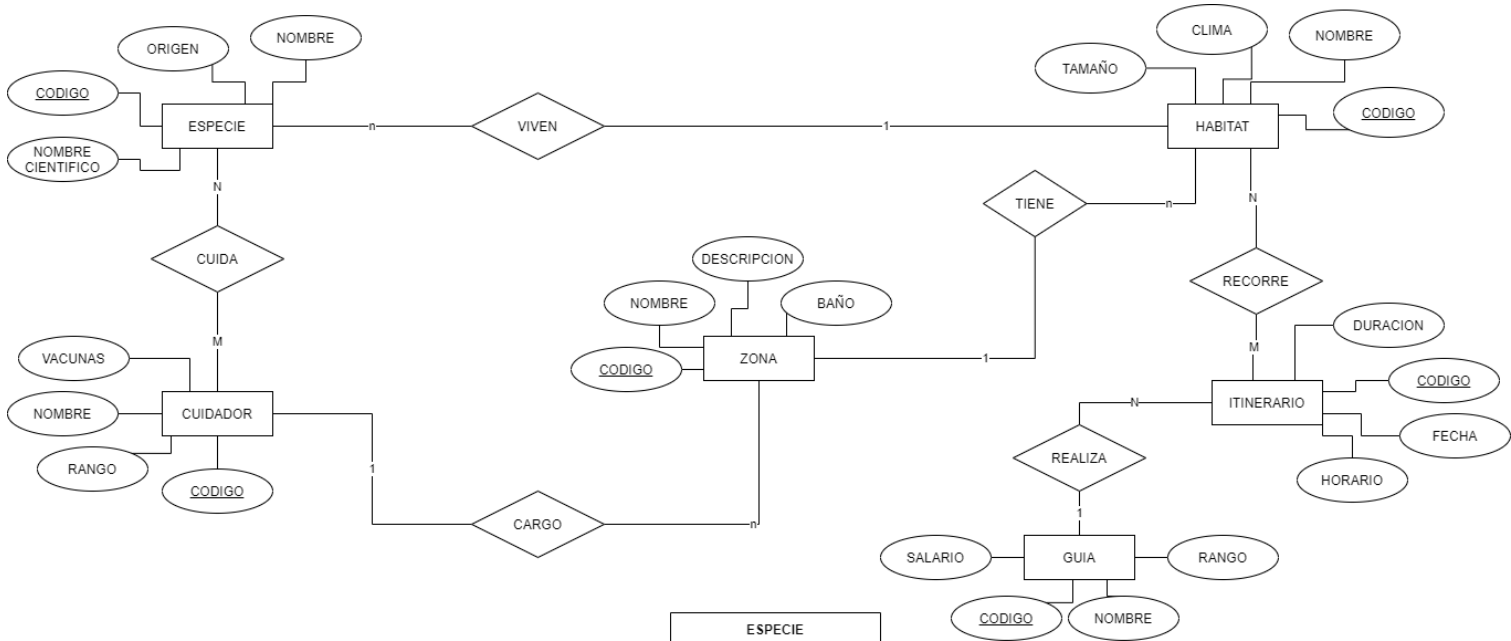 CLIMA
NOMBRE
NOMBRE
ORIGEN
TAMAÑO
CODIGO
CODIGO
ESPECIE
n
VIVEN
1
HABITAT
NOMBRE
CIENTIFICO
N
TIENE
n
N
CUIDA
DESCRIPCION
RECORRE
NOMBRE
BAÑO
M
DURACION
M
VACUNAS
ZONA
1
CODIGO
CODIGO
NOMBRE
CUIDADOR
N
ITINERARIO
FECHA
RANGO
1
REALIZA
CODIGO
HORARIO
CARGO
n
1
SALARIO
GUIA
RANGO
CODIGO
NOMBRE
ESPECIE